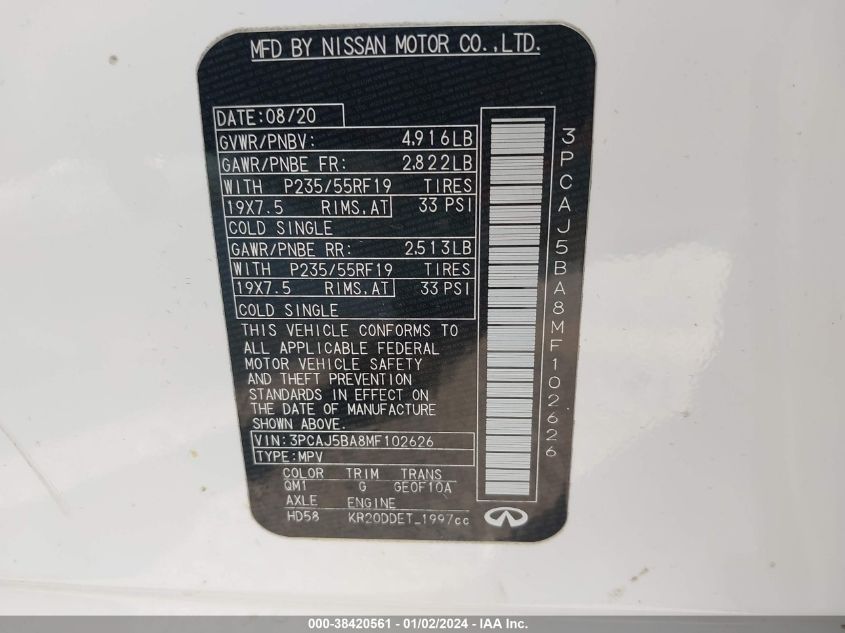 MFD BY NISSAN MOTOR CO.,LTD.
DATE:08/20
GVWR/PNBV: 4,916LB
GAWR/PNBE FR: 2,822LB
WITH P235/55RF19 TIRES
19X7.5 RIMS,AT 33 PSI
COLD SINGLE
GAWR/PNBE RR: 2,513LB
WITH P235/55RF19 TIRES
19X7.5 RIMS,AT 33 PSI
COLD SINGLE
THIS VEHICLE CONFORMS TO
ALL APPLICABLE FEDERAL
MOTOR VEHICLE SAFETY
AND THEFT PREVENTION
STANDARDS IN EFFECT ON
THE DATE OF MANUFACTURE
SHOWN ABOVE.
VIN:3PCAJ5BA8MF102626
TYPE:MPV
COLOR TRIM TRANS
QM1 G GE0F10A
AXLE ENGINE
HD58 KR20DDET_1997cc
3PCAJ5BA8MF102626
000-38420561 - 01/02/2024 - IAA Inc.